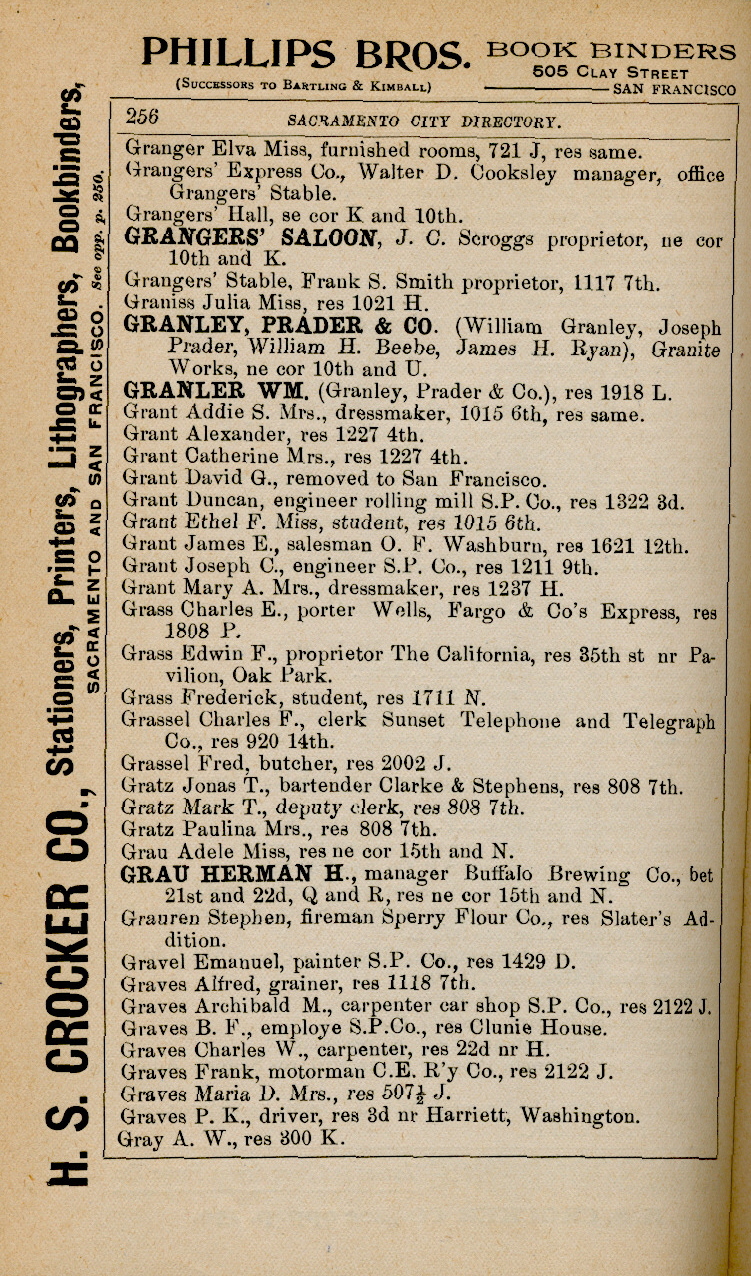 PHILLIPS BROS. BOOK BINDERS
(SUCCESSORS TO BARTLING & KIMBALL) 505 CLAY STREET
SAN FRANCISCO
H. S. CROCKER CO., Stationers, Printers, Lithographers, Bookbinders,
SACRAMENTO AND SAN FRANCISCO. See opp. p. 250.
256 SACRAMENTO CITY DIRECTORY.
Granger Elva Miss, furnished rooms, 721 J, res same.
Grangers' Express Co., Walter D. Cooksley manager, office
Grangers' Stable.
Grangers' Hall, se cor K and 10th.
GRANGERS' SALOON, J. C. Scroggs proprietor, ne cor
10th and K.
Grangers' Stable, Frank S. Smith proprietor, 1117 7th.
Graniss Julia Miss, res 1021 H.
GRANLEY, PRADER & CO. (William Granley, Joseph
Prader, William H. Beebe, James H. Ryan), Granite
Works, ne cor 10th and U.
GRANLER WM. (Granley, Prader & Co.), res 1918 L.
Grant Addie S. Mrs., dressmaker, 1015 6th, res same.
Grant Alexander, res 1227 4th.
Grant Catherine Mrs., res 1227 4th.
Grant David G., removed to San Francisco.
Grant Duncan, engineer rolling mill S.P. Co., res 1322 3d.
Grant Ethel F. Miss, student, res 1015 6th.
Grant James E., salesman O. F. Washburn, res 1621 12th.
Grant Joseph C., engineer S.P. Co., res 1211 9th.
Grant Mary A. Mrs., dressmaker, res 1237 H.
Grass Charles E., porter Wells, Fargo & Co's Express, res
1808 P.
Grass Edwin F., proprietor The California, res 35th st nr Pa-
vilion, Oak Park.
Grass Frederick, student, res 1711 N.
Grassel Charles F., clerk Sunset Telephone and Telegraph
Co., res 920 14th.
Grassel Fred, butcher, res 2002 J.
Gratz Jonas T., bartender Clarke & Stephens, res 808 7th.
Gratz Mark T., deputy clerk, res 808 7th.
Gratz Paulina Mrs., res 808 7th.
Grau Adele Miss, res ne cor 15th and N.
GRAU HERMAN H., manager Buffalo Brewing Co., bet
21st and 22d, Q and R, res ne cor 15th and N.
Grauren Stephen, fireman Sperry Flour Co., res Slater's Ad-
dition.
Gravel Emanuel, painter S.P. Co., res 1429 D.
Graves Alfred, grainer, res 1118 7th.
Graves Archibald M., carpenter car shop S.P. Co., res 2122 J.
Graves B. F., employe S.P.Co., res Clunie House.
Graves Charles W., carpenter, res 22d nr H.
Graves Frank, motorman C.E. R'y Co., res 2122 J.
Graves Maria D. Mrs., res 507½ J.
Graves P. K., driver, res 3d nr Harriett, Washington.
Gray A. W., res 300 K.